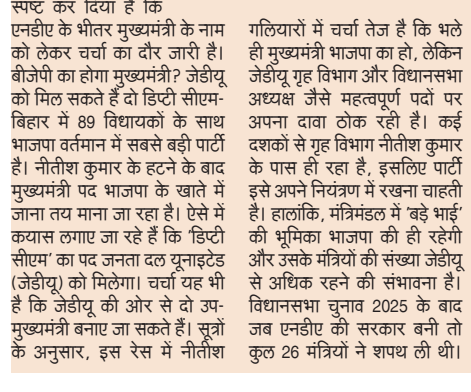 स्पष्ट कर दिया है कि
एनडीए के भीतर मुख्यमंत्री के नाम
को लेकर चर्चा का दौर जारी है।
बीजेपी का होगा मुख्यमंत्री? जेडीयू
को मिल सकते हैं दो डिप्टी सीएम-
बिहार में 89 विधायकों के साथ
भाजपा वर्तमान में सबसे बड़ी पार्टी
है। नीतीश कुमार के हटने के बाद
मुख्यमंत्री पद भाजपा के खाते में
जाना तय माना जा रहा है। ऐसे में
कयास लगाए जा रहे हैं कि 'डिप्टी
सीएम' का पद जनता दल यूनाइटेड
(जेडीयू) को मिलेगा। चर्चा यह भी
है कि जेडीयू की ओर से दो उप-
मुख्यमंत्री बनाए जा सकते हैं। सूत्रों
के अनुसार, इस रेस में नीतीश
गलियारों में चर्चा तेज है कि भले
ही मुख्यमंत्री भाजपा का हो, लेकिन
जेडीयू गृह विभाग और विधानसभा
अध्यक्ष जैसे महत्वपूर्ण पदों पर
अपना दावा ठोक रही है। कई
दशकों से गृह विभाग नीतीश कुमार
के पास ही रहा है, इसलिए पार्टी
इसे अपने नियंत्रण में रखना चाहती
है। हालांकि, मंत्रिमंडल में 'बड़े भाई'
की भूमिका भाजपा की ही रहेगी
और उसके मंत्रियों की संख्या जेडीयू
से अधिक रहने की संभावना है।
विधानसभा चुनाव 2025 के बाद
जब एनडीए की सरकार बनी तो
कुल 26 मंत्रियों ने शपथ ली थी।